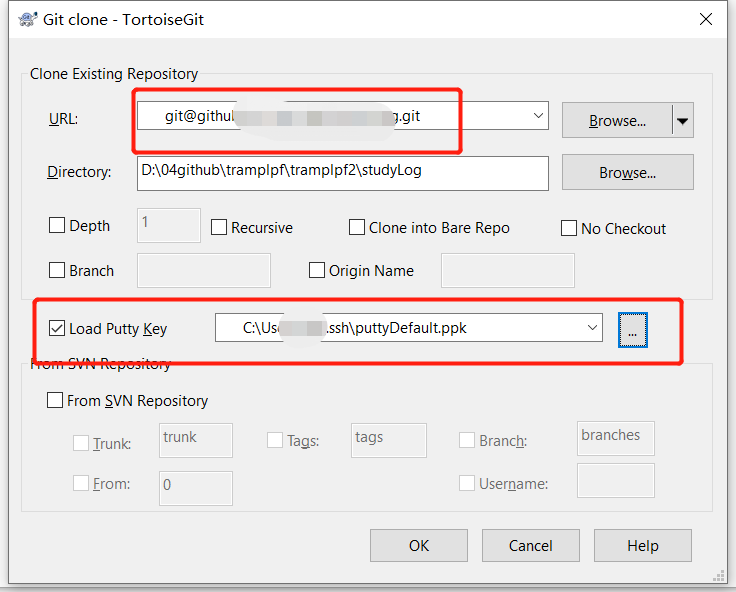 Git clone - TortoiseGit
Clone Existing Repository
URL: git@githu g.git
Browse...
Directory: D:\04github\tramplpf\tramplpf2\studyLog
Browse...
Depth 1 Recursive Clone into Bare Repo No Checkout
Branch Origin Name
Load Putty Key C:\Us .ssh\puttyDefault.ppk ...
From SVN Repository
From SVN Repository
Trunk: trunk Tags: tags Branch: branches
From: 0 Username:
OK Cancel Help